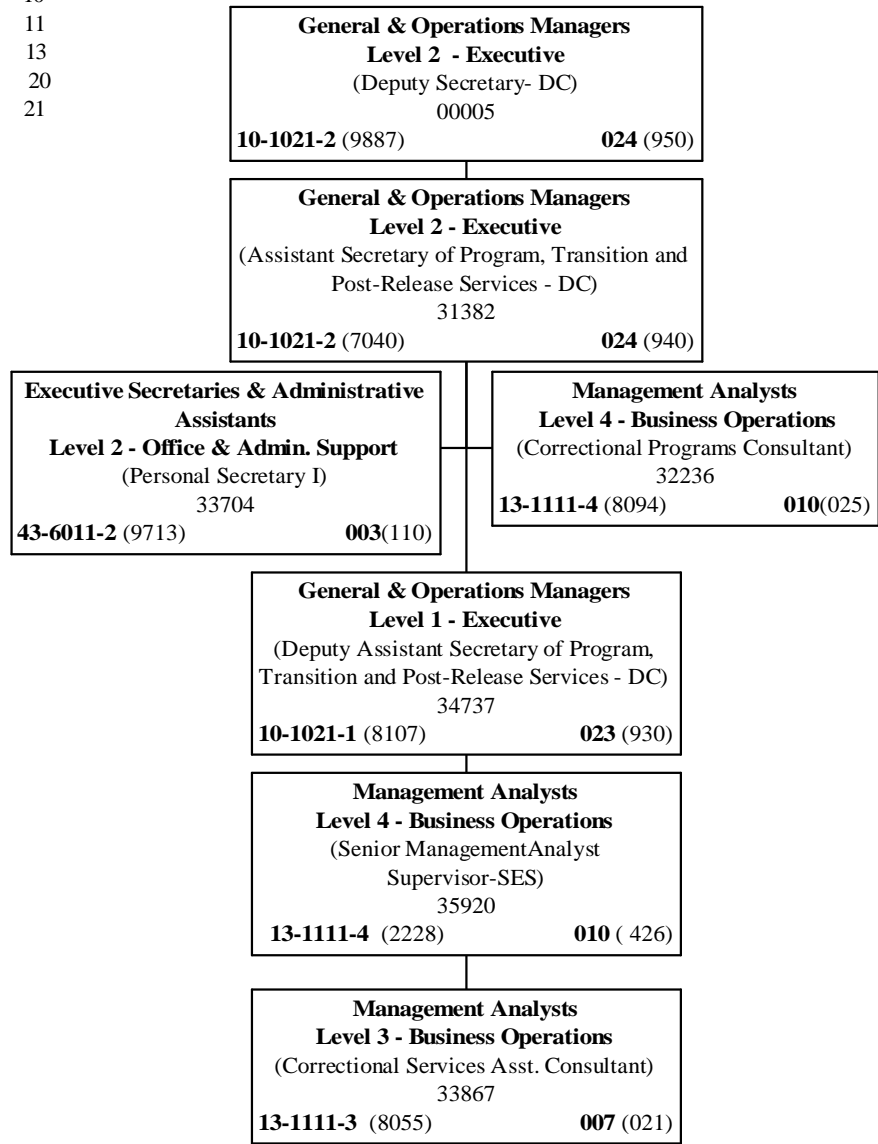 11
13
20
21
General & Operations Managers
Level 2 - Executive
(Deputy Secretary- DC)
00005
10-1021-2 (9887) 024 (950)
General & Operations Managers
Level 2 - Executive
(Assistant Secretary of Program, Transition and
Post-Release Services - DC)
31382
10-1021-2 (7040) 024 (940)
Executive Secretaries & Administrative
Assistants
Level 2 - Office & Admin. Support
(Personal Secretary I)
33704
43-6011-2 (9713) 003(110)
Management Analysts
Level 4 - Business Operations
(Correctional Programs Consultant)
32236
13-1111-4 (8094) 010(025)
General & Operations Managers
Level 1 - Executive
(Deputy Assistant Secretary of Program,
Transition and Post-Release Services - DC)
34737
10-1021-1 (8107) 023 (930)
Management Analysts
Level 4 - Business Operations
(Senior ManagementAnalyst
Supervisor-SES)
35920
13-1111-4 (2228) 010 ( 426)
Management Analysts
Level 3 - Business Operations
(Correctional Services Asst. Consultant)
33867
13-1111-3 (8055) 007 (021)